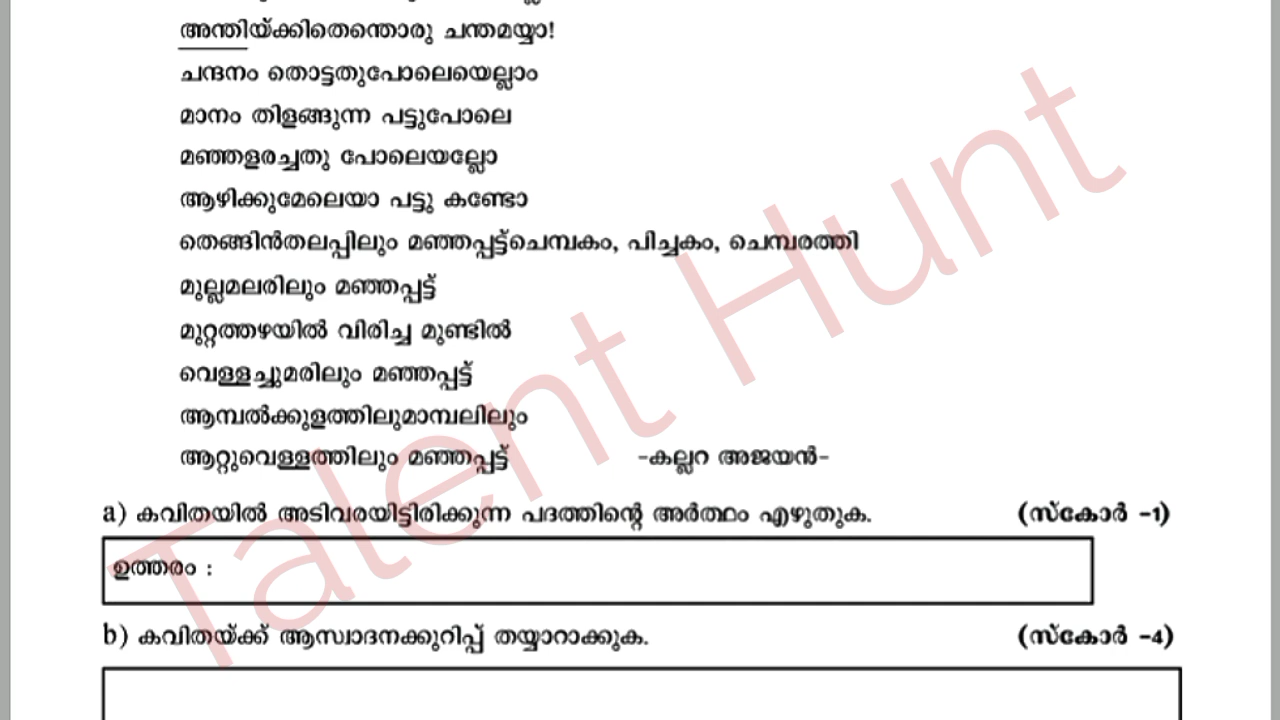 അന്തിയ്ക്കിതെന്തൊരു ചന്തമയ്യാ!
ചന്ദനം തൊട്ടതുപോലെയെല്ലാം
മാനം തിളങ്ങുന്ന പട്ടുപോലെ
മഞ്ഞളരച്ചതു പോലെയല്ലോ
ആഴിക്കുമേലെയാ പട്ടു കണ്ടോ
തെങ്ങിൻതലപ്പിലും മഞ്ഞപ്പട്ട്ചെമ്പകം, പിച്ചകം, ചെമ്പരത്തി
മുല്ലമലരിലും മഞ്ഞപ്പട്ട്
മുറ്റത്തഴയിൽ വിരിച്ച മുണ്ടിൽ
വെള്ളച്ചുമരിലും മഞ്ഞപ്പട്ട്
ആമ്പൽക്കുളത്തിലുമാമ്പലിലും
ആറ്റുവെള്ളത്തിലും മഞ്ഞപ്പട്ട് -കല്ലറ അജയൻ-
a) കവിതയിൽ അടിവരയിട്ടിരിക്കുന്ന പദത്തിന്റെ അർത്ഥം എഴുതുക. (സ്കോർ -1)
ഉത്തരം :
b) കവിതയ്ക്ക് ആസ്വാദനക്കുറിപ്പ് തയ്യാറാക്കുക. (സ്കോർ -4)
Talent Hunt